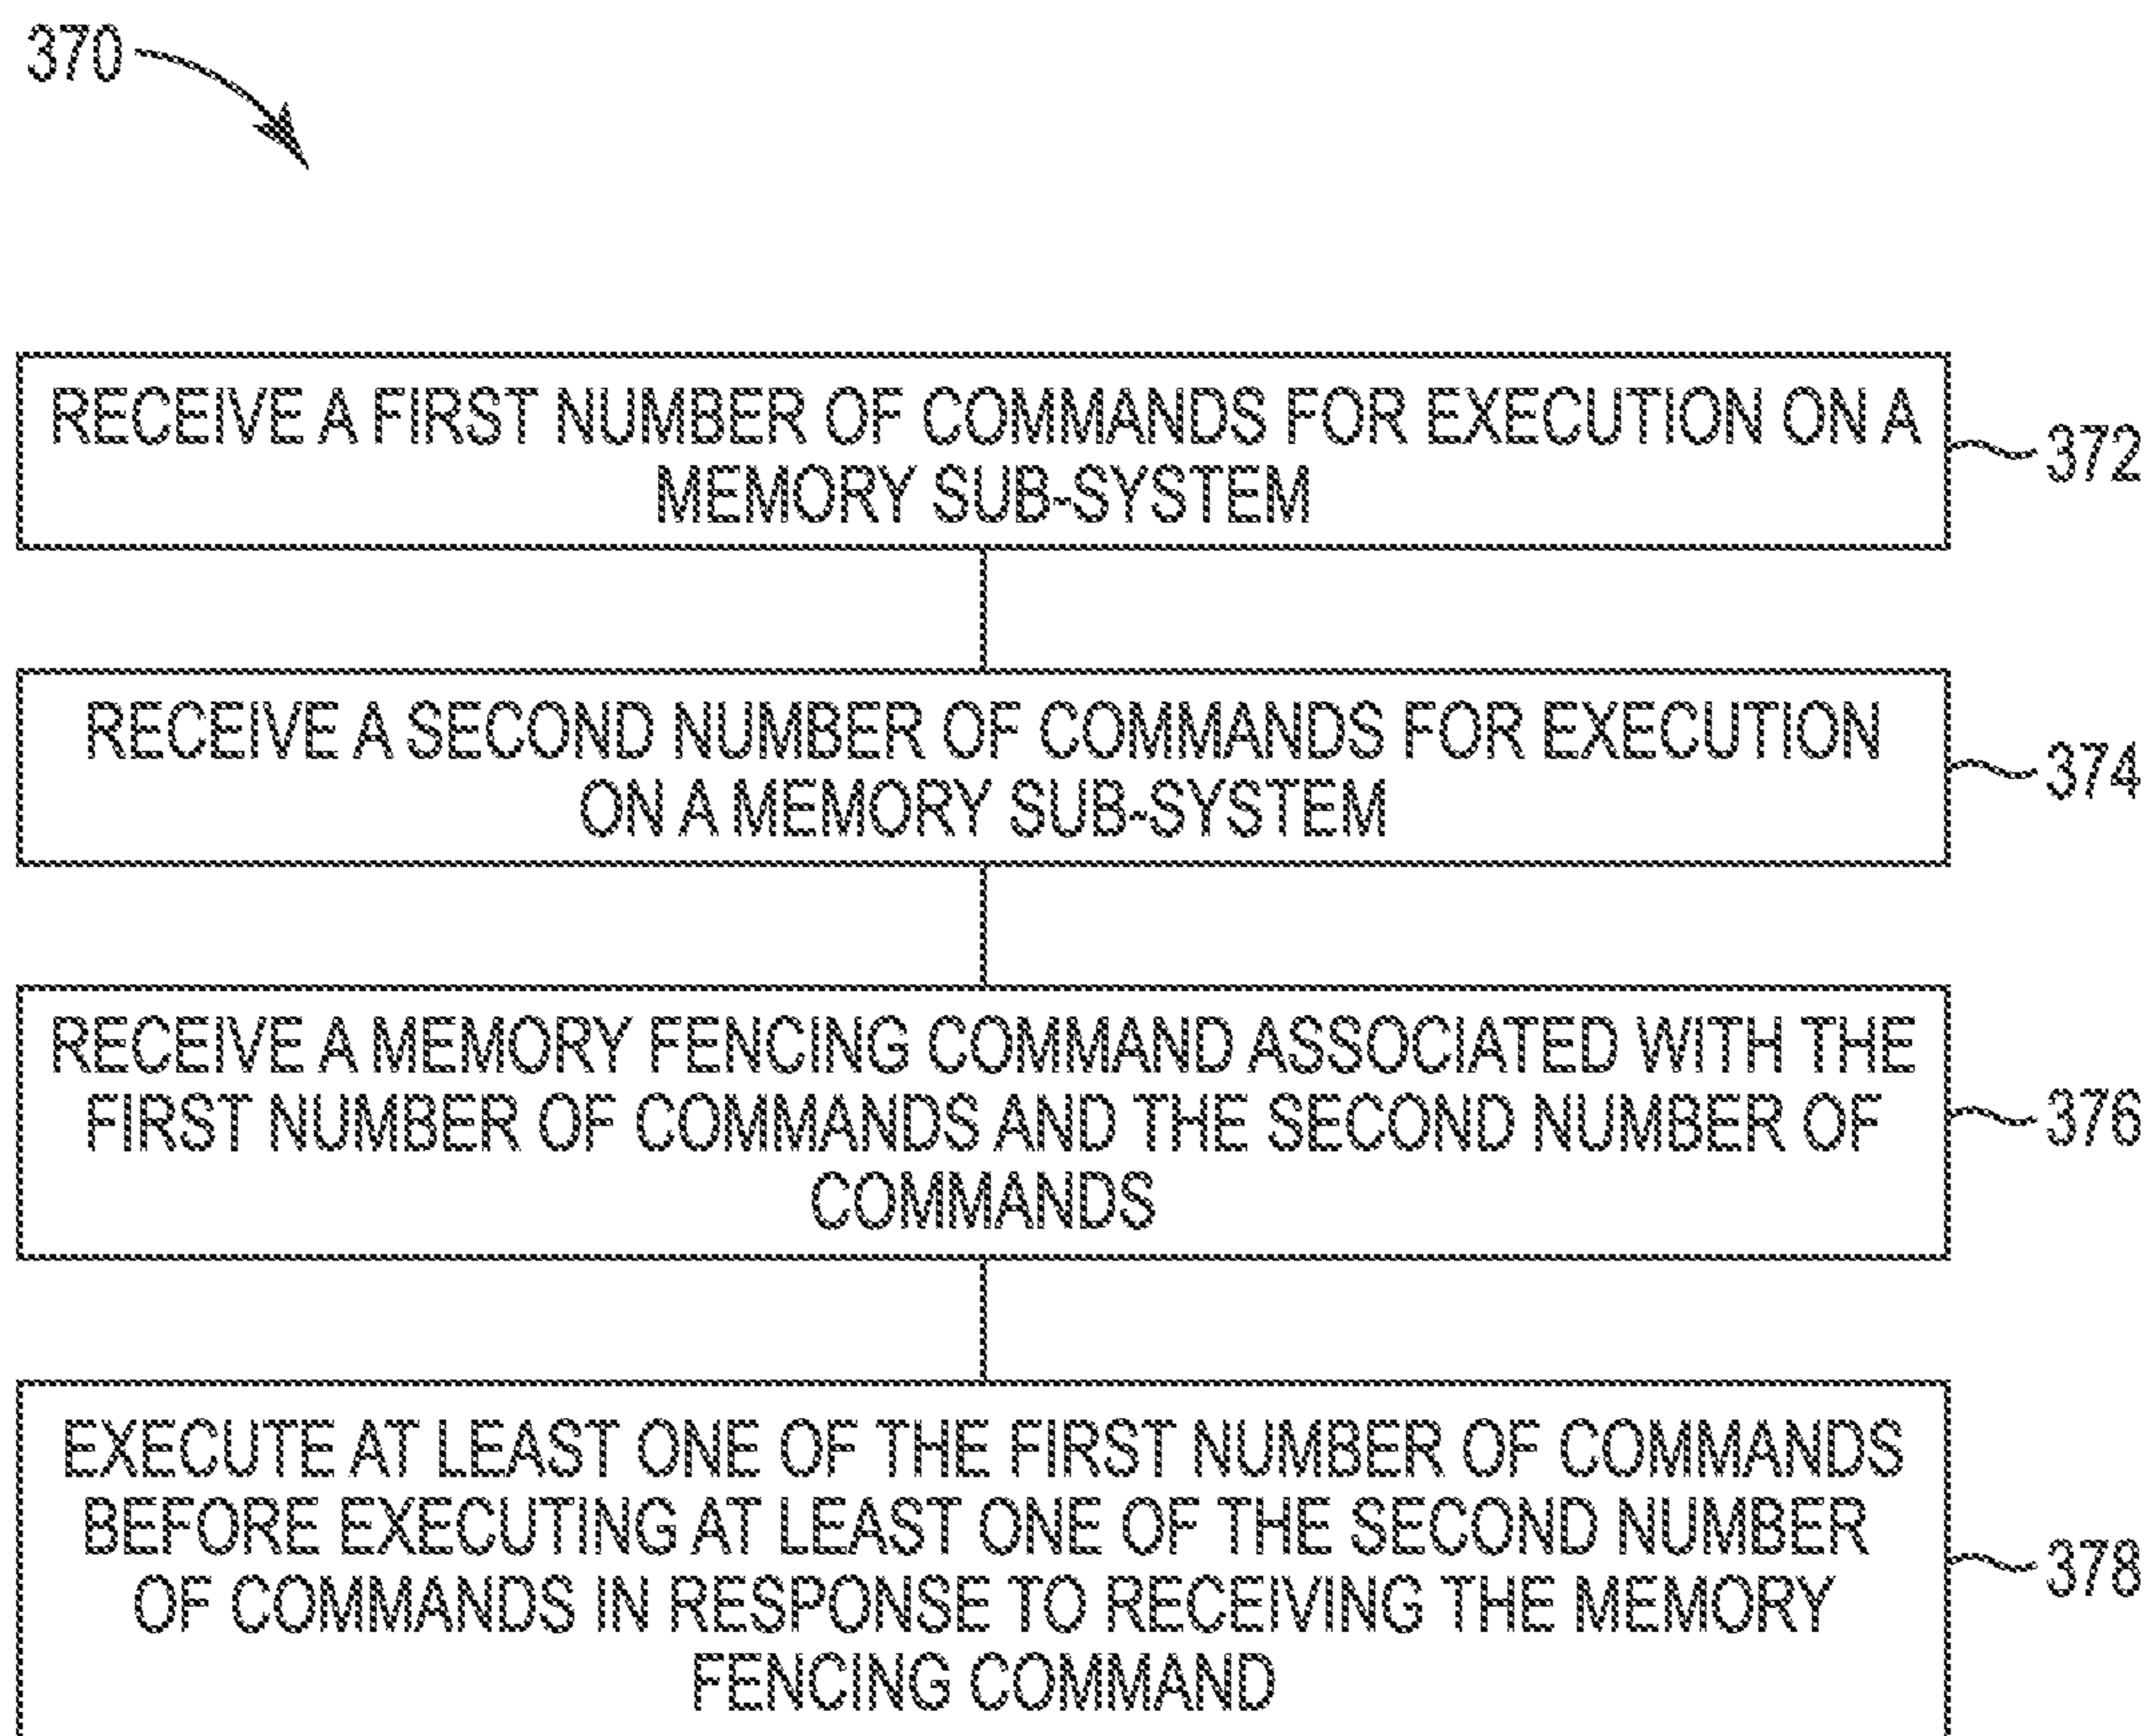 370
RECEIVE A FIRST NUMBER OF COMMANDS FOR EXECUTION ON A
MEMORY SUB-SYSTEM
372
RECEIVE A SECOND NUMBER OF COMMANDS FOR EXECUTION
ON A MEMORY SUB-SYSTEM
374
RECEIVE A MEMORY FENCING COMMAND ASSOCIATED WITH THE
FIRST NUMBER OF COMMANDS AND THE SECOND NUMBER OF
COMMANDS
376
EXECUTE AT LEAST ONE OF THE FIRST NUMBER OF COMMANDS
BEFORE EXECUTING AT LEAST ONE OF THE SECOND NUMBER
OF COMMANDS IN RESPONSE TO RECEIVING THE MEMORY
FENCING COMMAND
378